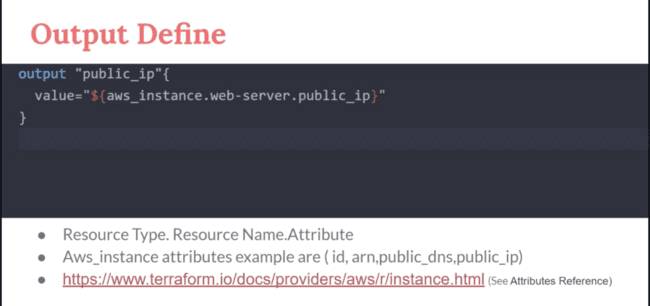 Output Define
output "public_ip"{
value="${aws_instance.web-server.public_ip}"
}
● Resource Type. Resource Name.Attribute
● Aws_instance attributes example are ( id, arn,public_dns,public_ip)
● https://www.terraform.io/docs/providers/aws/r/instance.html (See Attributes Reference)